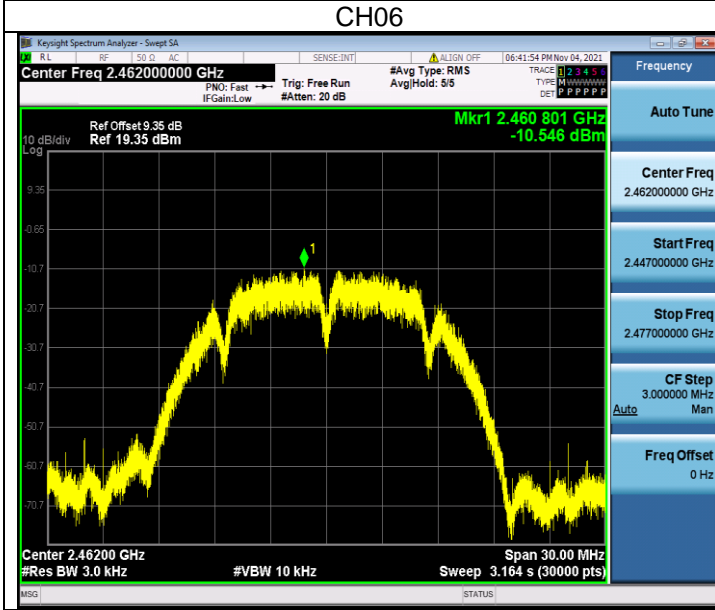 CH06
Keysight Spectrum Analyzer - Swept SA
RL RF 50 Ω AC SENSE:INT ALIGN OFF 06:41:54 PM Nov 04, 2021
Center Freq 2.462000000 GHz
PNO: Fast
IFGain:Low
Trig: Free Run
#Atten: 20 dB
#Avg Type: RMS
Avg|Hold: 5/5
TRACE 1 2 3 4 5 6
TYPE M W W W W W
DET P P P P P P
Ref Offset 9.35 dB
10 dB/div Ref 19.35 dBm
Log
Mkr1 2.460 801 GHz
-10.546 dBm
9.35
-0.65
-10.7
-20.7
-30.7
-40.7
-50.7
-60.7
-70.7
1
Center 2.46200 GHz Span 30.00 MHz
#Res BW 3.0 kHz #VBW 10 kHz Sweep 3.164 s (30000 pts)
MSG STATUS
Frequency
Auto Tune
Center Freq
2.462000000 GHz
Start Freq
2.447000000 GHz
Stop Freq
2.477000000 GHz
CF Step
3.000000 MHz
Auto Man
Freq Offset
0 Hz